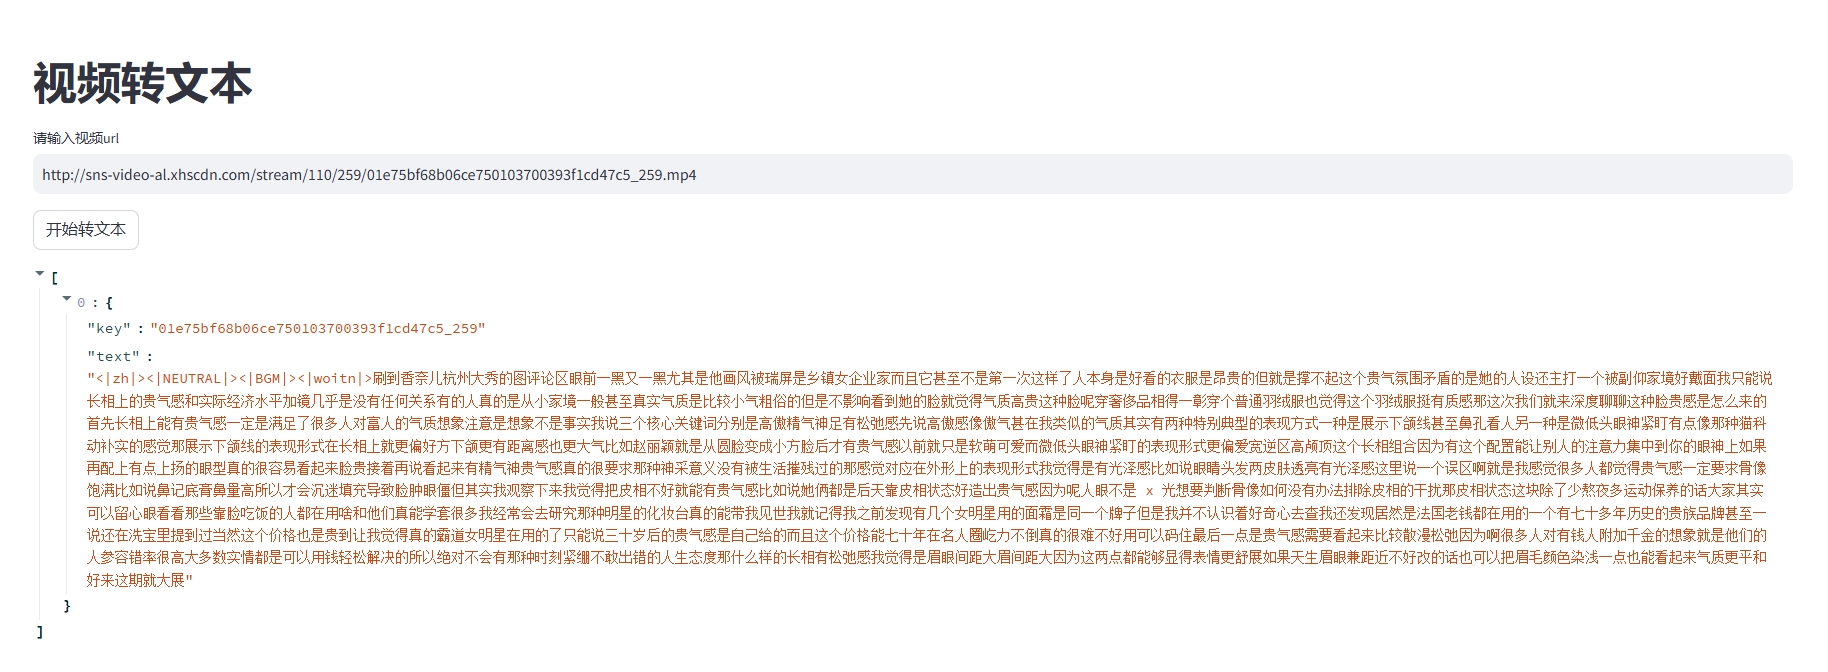 视频转文本
请输入视频url
http://sns-video-al.xhscdn.com/stream/110/259/01e75bf68b06ce750103700393f1cd47c5_259.mp4
开始转文本
[
0 : {
"key" : "01e75bf68b06ce750103700393f1cd47c5_259"
"text" :
"<|zh|><|NEUTRAL|><|BGM|><|woitn|>刷到香奈儿杭州大秀的图评论区眼前一黑又一黑尤其是他画风被瑞屏是乡镇女企业家而且它甚至不是第一次这样了人本身是好看的衣服是昂贵的但就是撑不起这个贵气氛围矛盾的是她的人设还主打一个被副仰家境好戴面我只能说
长相上的贵气感和实际经济水平加镜几乎是没有任何关系有的人真的是从小家境一般甚至真实气质是比较小气粗俗的但是不影响看到她的脸就觉得气质高贵这种脸呢穿奢侈品相得一彰穿个普通羽绒服也觉得这个羽绒服挺有质感那这次我们就来深度聊聊这种脸贵感是怎么来的
首先长相上能有贵气感一定是满足了很多人对富人的气质想象注意是想象不是事实我说三个核心关键词分别是高傲精气神足有松弛感先说高傲感像傲气甚在我类似的气质其实有两种特别典型的表现方式一种是展示下颌线甚至鼻孔看人另一种是微低头眼神紧盯有点像那种猫科
动补实的感觉那展示下颌线的表现形式在长相上就更偏好方下颌更有距离感也更大气比如赵丽颖就是从圆脸变成小方脸后才有贵气感以前就只是软萌可爱而微低头眼神紧盯的表现形式更偏爱宽逆区高颅顶这个长相组合因为有这个配置能让别人的注意力集中到你的眼神上如果
再配上有点上扬的眼型真的很容易看起来脸贵接着再说看起来有精气神贵气感真的很要求那种神采意义没有被生活摧残过的那感觉对应在外形上的表现形式我觉得是有光泽感比如说眼睛头发两皮肤透亮有光泽感这里说一个误区啊就是我感觉很多人都觉得贵气感一定要求骨像
饱满比如说鼻记底膏鼻量高所以才会沉迷填充导致脸肿眼僵但其实我观察下来我觉得把皮相不好就能有贵气感比如说她俩都是后天靠皮相状态好造出贵气感因为呢人眼不是 x 光想要判断骨像如何没有办法排除皮相的干扰那皮相状态这块除了少熬夜多运动保养的话大家其实
可以留心眼看看那些靠脸吃饭的人都在用啥和他们真能学套很多我经常会去研究那种明星的化妆台真的能带我见世我就记得我之前发现有几个女明星用的面霜是同一个牌子但是我并不认识着好奇心去查我还发现居然是法国老钱都在用的一个有七十多年历史的贵族品牌甚至一
说还在洗宝里提到过当然这个价格也是贵到让我觉得真的霸道女明星在用的了只能说三十岁后的贵气感是自己给的而且这个价格能七十年在名人圈屹力不倒真的很难不好用可以码住最后一点是贵气感需要看起来比较散漫松弛因为啊很多人对有钱人附加千金的想象就是他们的
人参容错率很高大多数实情都是可以用钱轻松解决的所以绝对不会有那种时刻紧绷不敢出错的人生态度那什么样的长相有松弛感我觉得是眉眼间距大眉间距大因为这两点都能够显得表情更舒展如果天生眉眼兼距近不好改的话也可以把眉毛颜色染浅一点也能看起来气质更平和
好来这期就大展"
}
]